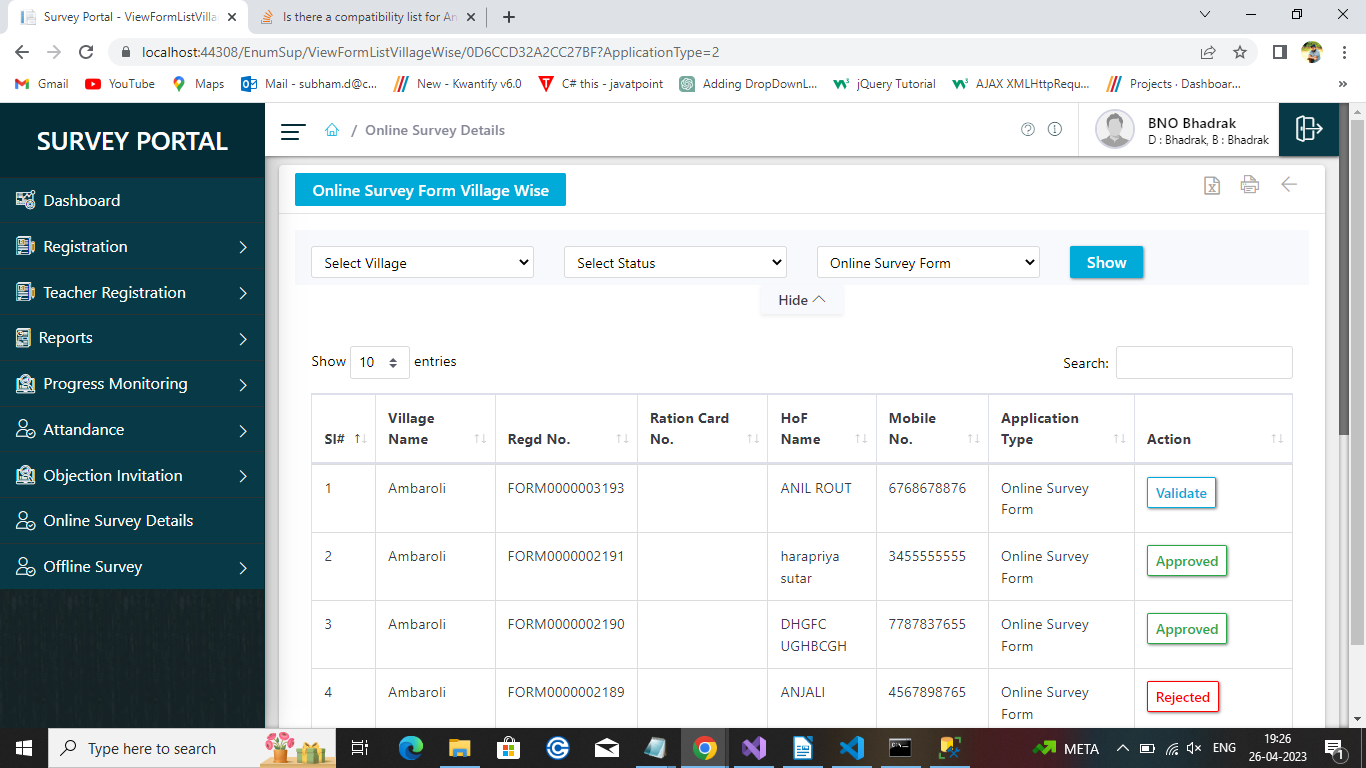 Survey Portal - ViewFormListVilla
Is there a compatibility list for An
localhost:44308/EnumSup/ViewFormListVillageWise/0D6CCD32A2CC27BF?ApplicationType=2
Gmail
YouTube
Maps
Mail - subham.d@c...
New - Kwantify v6.0
C# this - javatpoint
Adding DropDownL...
jQuery Tutorial
AJAX XMLHttpRequ...
Projects · Dashboar...
»
SURVEY PORTAL
/ Online Survey Details
BNO Bhadrak
D : Bhadrak, B : Bhadrak
Dashboard
Registration
Teacher Registration
Reports
Progress Monitoring
Attandance
Objection Invitation
Online Survey Details
Offline Survey
Online Survey Form Village Wise
Select Village
Select Status
Online Survey Form
Show
Hide
Show 10 entries
Search:
Sl# Village Name Regd No. Ration Card No. HoF Name Mobile No. Application Type Action
1 Ambaroli FORM0000003193 ANIL ROUT 6768678876 Online Survey Form Validate
2 Ambaroli FORM0000002191 harapriya sutar 3455555555 Online Survey Form Approved
3 Ambaroli FORM0000002190 DHGFC UGHBCGH 7787837655 Online Survey Form Approved
4 Ambaroli FORM0000002189 ANJALI 4567898765 Online Survey Form Rejected
Type here to search
META
ENG
19:26
26-04-2023
1